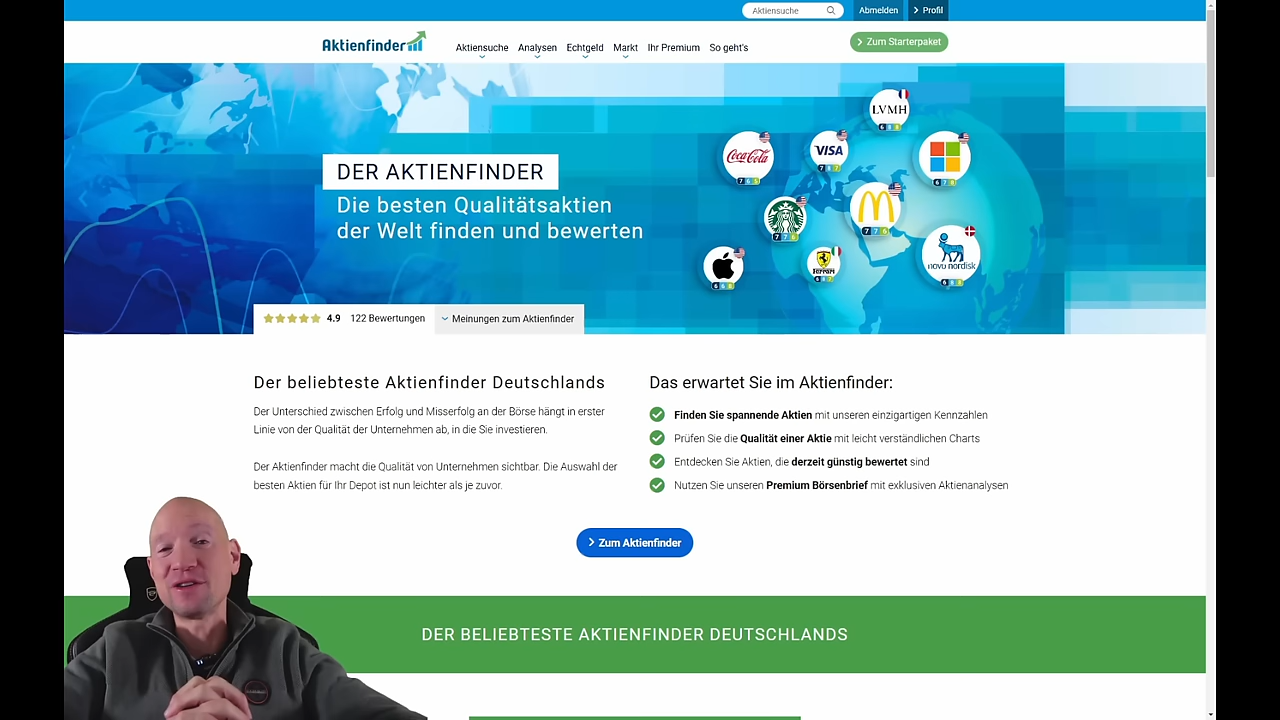 Aktiensuche
Abmelden
Profil
Aktienfinder
Aktiensuche Analysen Echtgeld Markt Ihr Premium So geht's
Zum Starterpaket
DER AKTIENFINDER
Die besten Qualitätsaktien
der Welt finden und bewerten
LVMH
Coca-Cola
VISA
Ferrari
novo nordisk
4.9 122 Bewertungen
Meinungen zum Aktienfinder
Der beliebteste Aktienfinder Deutschlands
Der Unterschied zwischen Erfolg und Misserfolg an der Börse hängt in erster
Linie von der Qualität der Unternehmen ab, in die Sie investieren.
Der Aktienfinder macht die Qualität von Unternehmen sichtbar. Die Auswahl der
besten Aktien für Ihr Depot ist nun leichter als je zuvor.
Das erwartet Sie im Aktienfinder:
Finden Sie spannende Aktien mit unseren einzigartigen Kennzahlen
Prüfen Sie die Qualität einer Aktie mit leicht verständlichen Charts
Entdecken Sie Aktien, die derzeit günstig bewertet sind
Nutzen Sie unseren Premium Börsenbrief mit exklusiven Aktienanalysen
Zum Aktienfinder
DER BELIEBTESTE AKTIENFINDER DEUTSCHLANDS